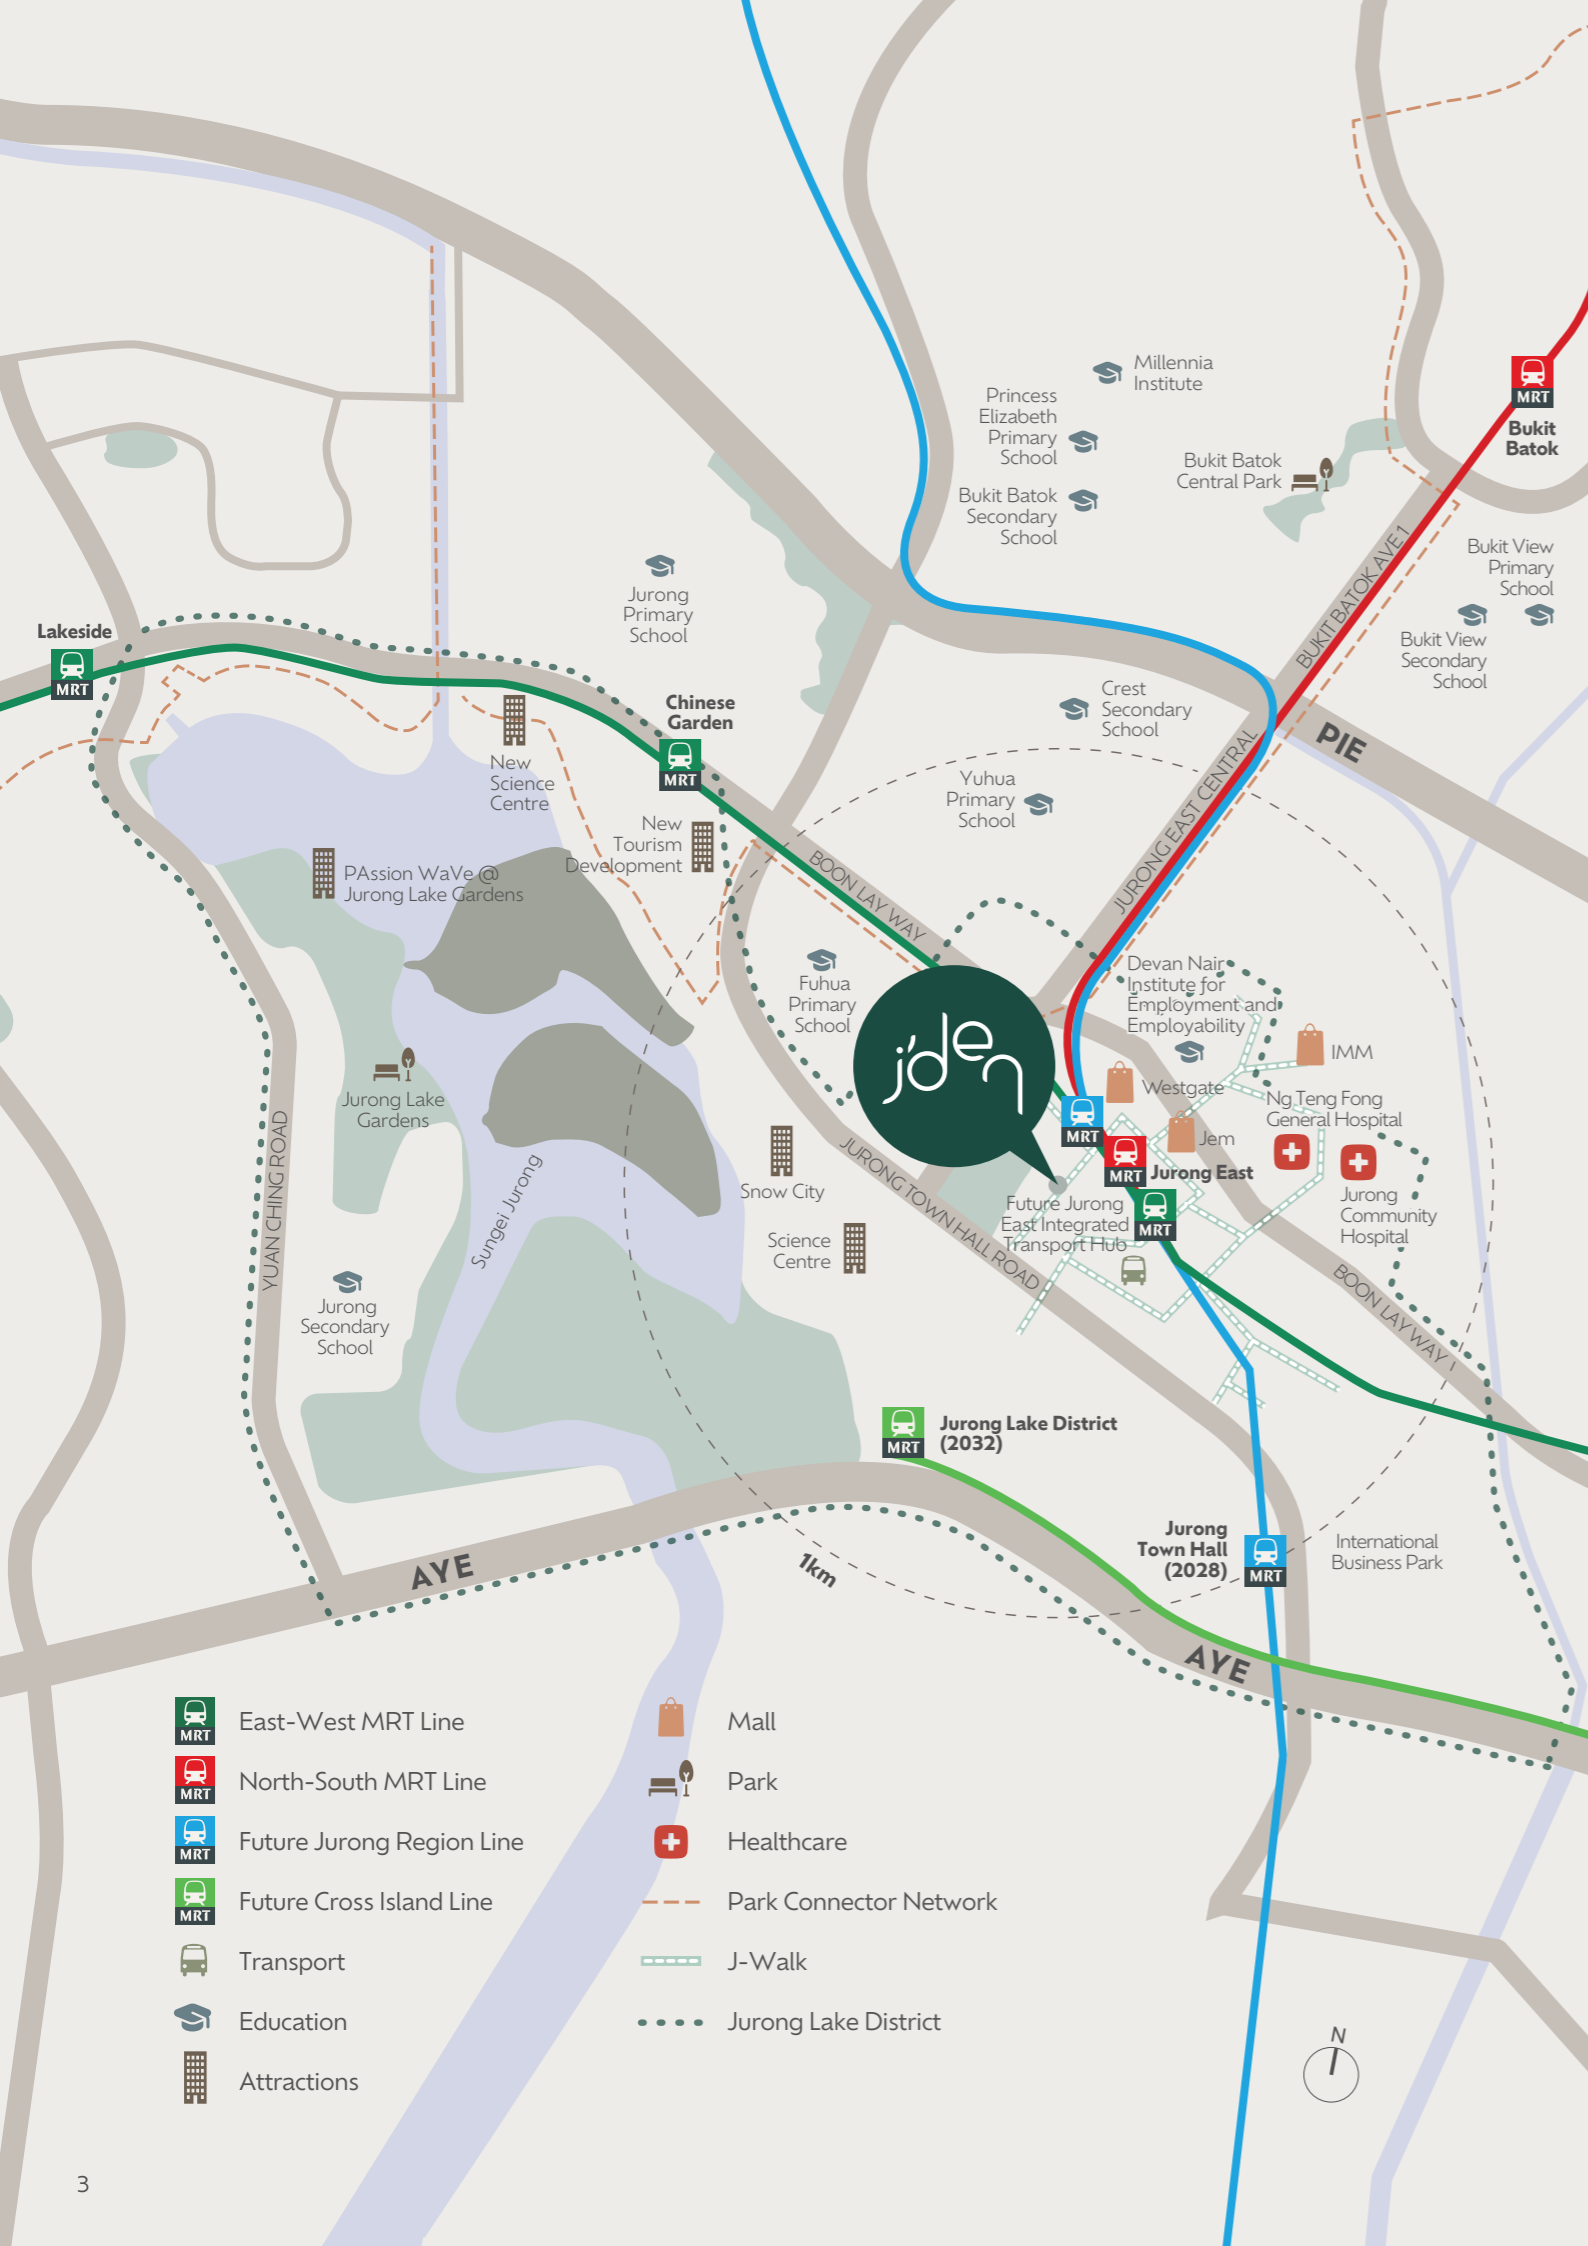 Millennia
Institute
Princess
Elizabeth
Primary
School
MRT
Bukit
Batok
Bukit Batok
Central Park
Bukit Batok
Secondary
School
BUKIT BATOK AVE 1
Bukit View
Primary
School
Bukit View
Secondary
School
Jurong
Primary
School
Lakeside
MRT
Chinese
Garden
MRT
Crest
Secondary
School
PIE
New
Science
Centre
Yuhua
Primary
School
JURONG EAST CENTRAL
New
Tourism
Development
BOON LAY WAY
PAssion WaVe @
Jurong Lake Gardens
Fuhua
Primary
School
j'den
Devan Nair
Institute for
Employment and
Employability
IMM
Westgate
Ng Teng Fong
General Hospital
Jurong Lake
Gardens
MRT
Jem
MRT
Jurong East
YUAN CHING ROAD
Sungei Jurong
Snow City
JURONG TOWN HALL ROAD
Future Jurong
East Integrated
Transport Hub
MRT
Jurong
Community
Hospital
Science
Centre
BOON LAY WAY
Jurong
Secondary
School
MRT
Jurong Lake District
(2032)
Jurong
Town Hall
(2028)
MRT
International
Business Park
1km
AYE
AYE
MRT
East-West MRT Line
MRT
North-South MRT Line
MRT
Future Jurong Region Line
MRT
Future Cross Island Line
Transport
Education
Attractions
Mall
Park
Healthcare
Park Connector Network
J-Walk
Jurong Lake District
N
3